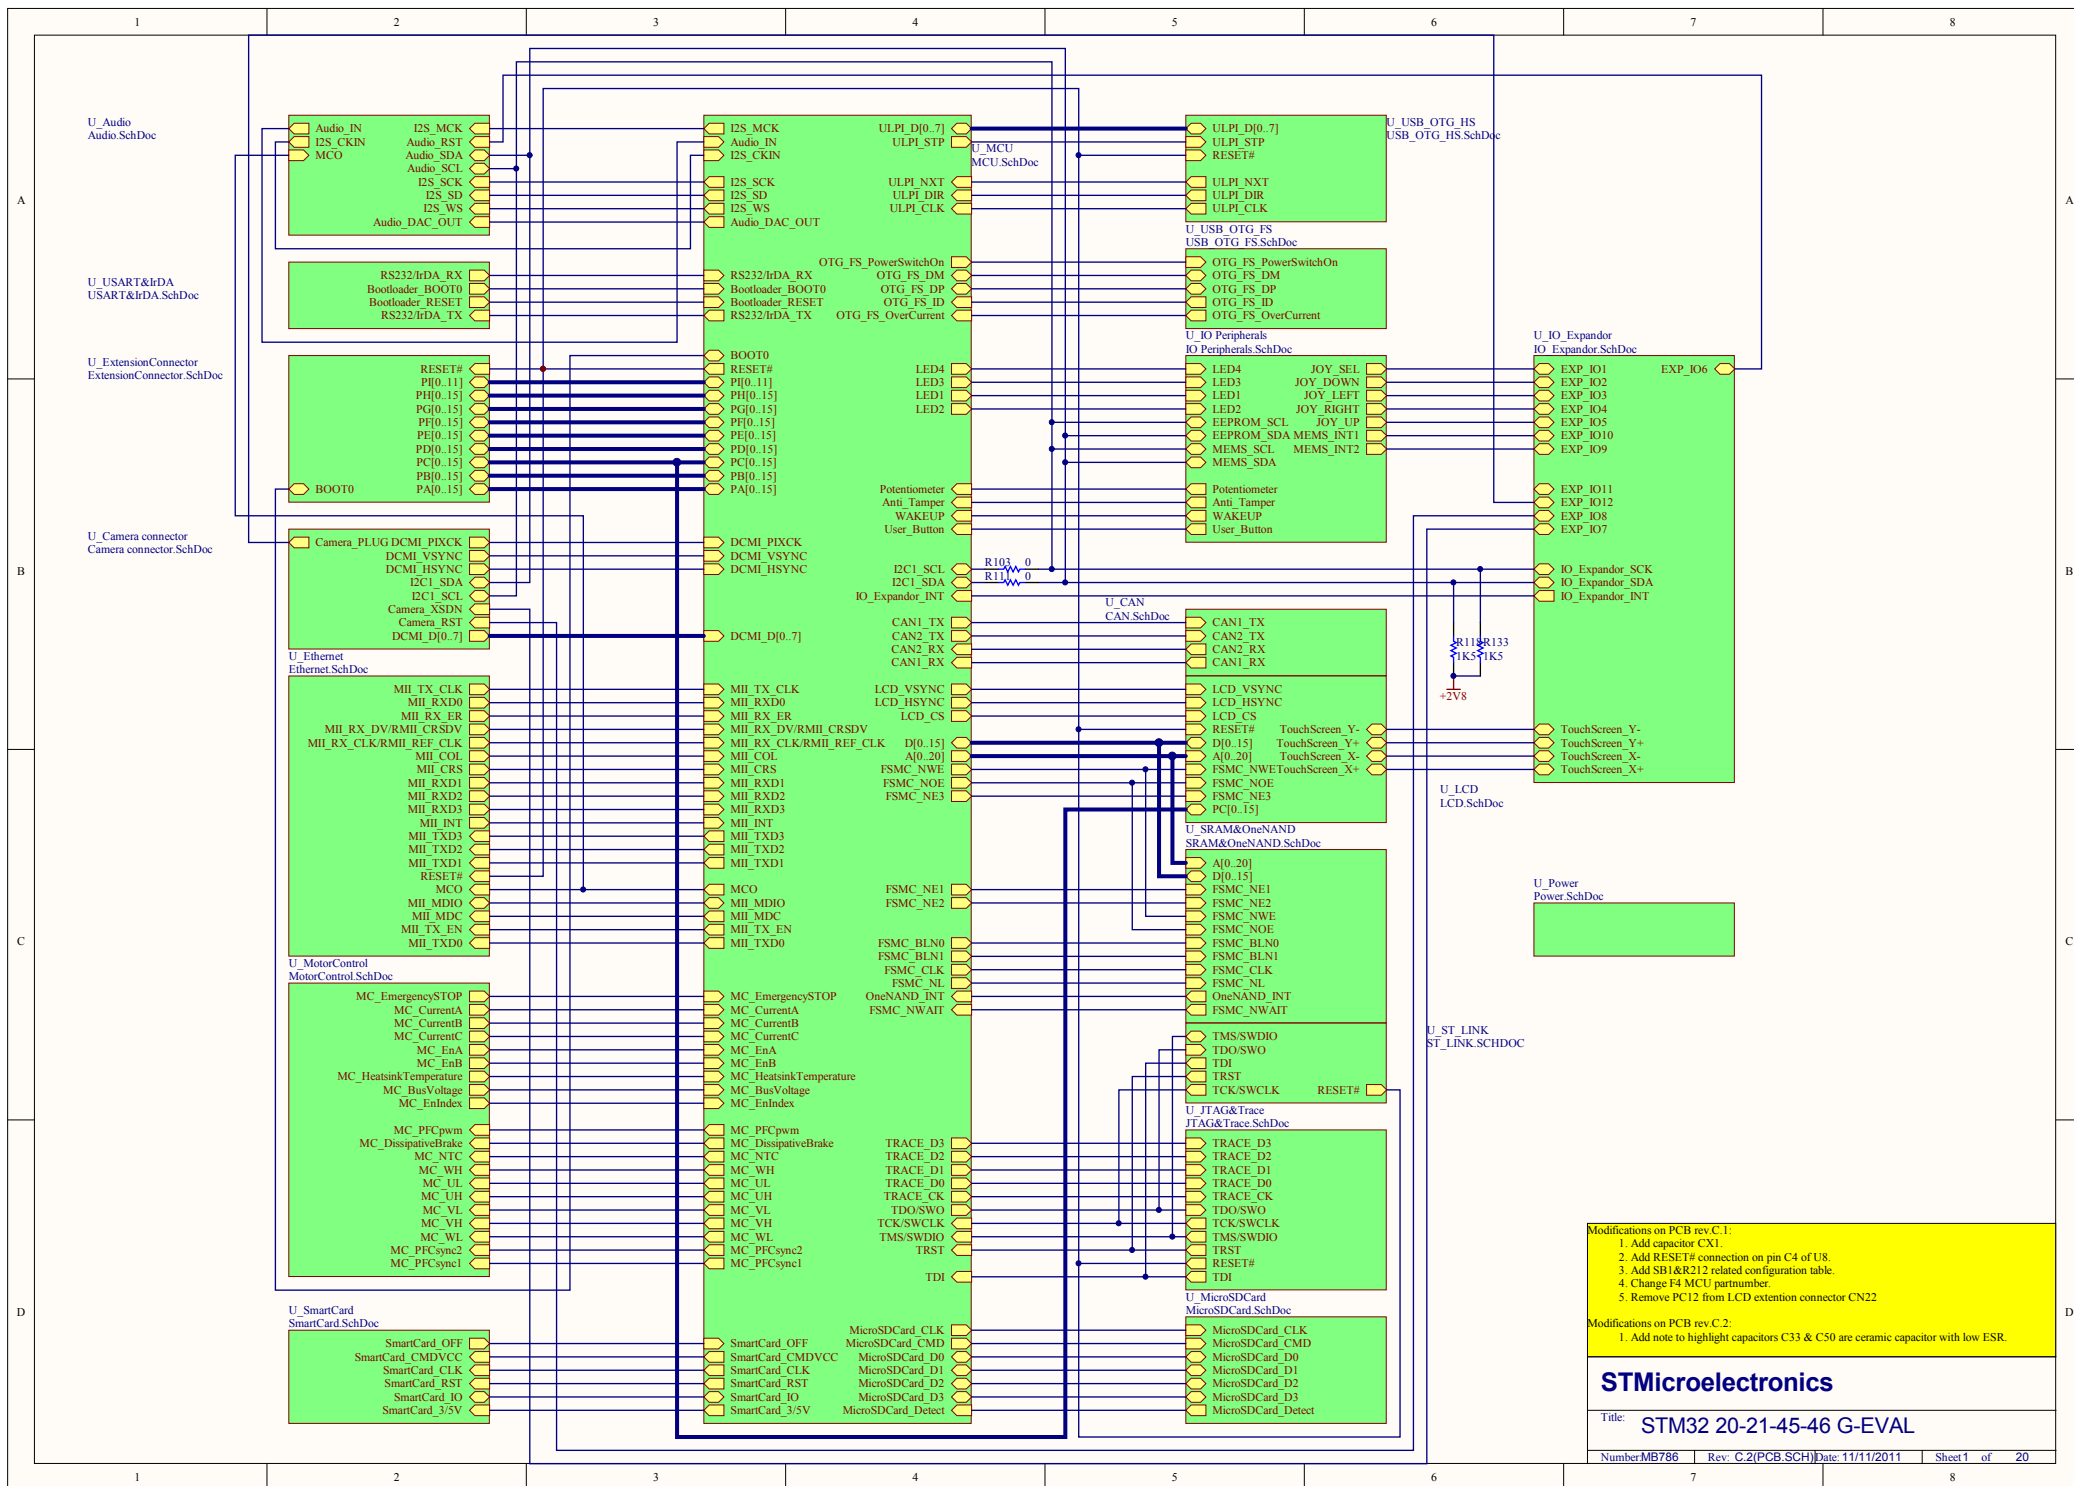 1 2 3 4 5 6 7 8
A
B
C
D
U_Audio
Audio.SchDoc
Audio_IN I2S_MCK
I2S_CKIN Audio_RST
MCO Audio_SDA
Audio_SCL
I2S_SCK
I2S_SD
I2S_WS
Audio_DAC_OUT
U_USART&IrDA
USART&IrDA.SchDoc
RS232/IrDA_RX
Bootloader_BOOT0
Bootloader_RESET
RS232/IrDA_TX
U_ExtensionConnector
ExtensionConnector.SchDoc
RESET#
PI[0..11]
PH[0..15]
PG[0..15]
PF[0..15]
PE[0..15]
PD[0..15]
PC[0..15]
PB[0..15]
BOOT0 PA[0..15]
U_Camera connector
Camera connector.SchDoc
Camera_PLUG DCMI_PIXCK
DCMI_VSYNC
DCMI_HSYNC
I2C1_SDA
I2C1_SCL
Camera_XSDN
Camera_RST
DCMI_D[0..7]
U_Ethernet
Ethernet.SchDoc
MII_TX_CLK
MII_RXD0
MII_RX_ER
MII_RX_DV/RMII_CRSDV
MII_RX_CLK/RMII_REF_CLK
MII_COL
MII_CRS
MII_RXD1
MII_RXD2
MII_RXD3
MII_INT
MII_TXD3
MII_TXD2
MII_TXD1
RESET#
MCO
MII_MDIO
MII_MDC
MII_TX_EN
MII_TXD0
U_MotorControl
MotorControl.SchDoc
MC_EmergencySTOP
MC_CurrentA
MC_CurrentB
MC_CurrentC
MC_EnA
MC_EnB
MC_HeatsinkTemperature
MC_BusVoltage
MC_EnIndex
MC_PFCpwm
MC_DissipativeBrake
MC_NTC
MC_WH
MC_UL
MC_UH
MC_VL
MC_VH
MC_WL
MC_PFCsync2
MC_PFCsync1
U_SmartCard
SmartCard.SchDoc
SmartCard_OFF
SmartCard_CMDVCC
SmartCard_CLK
SmartCard_RST
SmartCard_IO
SmartCard_3/5V
U_MCU
MCU.SchDoc
I2S_MCK ULPI_D[0..7]
Audio_IN ULPI_STP
I2S_CKIN
I2S_SCK ULPI_NXT
I2S_SD ULPI_DIR
I2S_WS ULPI_CLK
Audio_DAC_OUT
OTG_FS_PowerSwitchOn
RS232/IrDA_RX OTG_FS_DM
Bootloader_BOOT0 OTG_FS_DP
Bootloader_RESET OTG_FS_ID
RS232/IrDA_TX OTG_FS_OverCurrent
BOOT0
RESET# LED4
PI[0..11] LED3
PH[0..15] LED1
PG[0..15] LED2
PF[0..15]
PE[0..15]
PD[0..15]
PC[0..15]
PB[0..15]
PA[0..15] Potentiometer
Anti_Tamper
WAKEUP
User_Button
DCMI_PIXCK
DCMI_VSYNC
DCMI_HSYNC I2C1_SCL
I2C1_SDA
IO_Expandor_INT
CAN1_TX
DCMI_D[0..7] CAN2_TX
CAN2_RX
CAN1_RX
MII_TX_CLK LCD_VSYNC
MII_RXD0 LCD_HSYNC
MII_RX_ER LCD_CS
MII_RX_DV/RMII_CRSDV
MII_RX_CLK/RMII_REF_CLK D[0..15]
MII_COL A[0..20]
MII_CRS FSMC_NWE
MII_RXD1 FSMC_NOE
MII_RXD2 FSMC_NE3
MII_RXD3
MII_INT
MII_TXD3
MII_TXD2
MII_TXD1
MCO FSMC_NE1
MII_MDIO FSMC_NE2
MII_MDC
MII_TX_EN
MII_TXD0 FSMC_BLN0
FSMC_BLN1
FSMC_CLK
FSMC_NL
MC_EmergencySTOP OneNAND_INT
MC_CurrentA FSMC_NWAIT
MC_CurrentB
MC_CurrentC
MC_EnA
MC_EnB
MC_HeatsinkTemperature
MC_BusVoltage
MC_EnIndex
MC_PFCpwm
MC_DissipativeBrake TRACE_D3
MC_NTC TRACE_D2
MC_WH TRACE_D1
MC_UL TRACE_D0
MC_UH TRACE_CK
MC_VL TDO/SWO
MC_VH TCK/SWCLK
MC_WL TMS/SWDIO
MC_PFCsync2 TRST
MC_PFCsync1
TDI
MicroSDCard_CLK
SmartCard_OFF MicroSDCard_CMD
SmartCard_CMDVCC MicroSDCard_D0
SmartCard_CLK MicroSDCard_D1
SmartCard_RST MicroSDCard_D2
SmartCard_IO MicroSDCard_D3
SmartCard_3/5V MicroSDCard_Detect
R103 0
R111 0
U_USB_OTG_HS
USB_OTG_HS.SchDoc
ULPI_D[0..7]
ULPI_STP
RESET#
ULPI_NXT
ULPI_DIR
ULPI_CLK
U_USB_OTG_FS
USB_OTG_FS.SchDoc
OTG_FS_PowerSwitchOn
OTG_FS_DM
OTG_FS_DP
OTG_FS_ID
OTG_FS_OverCurrent
U_IO Peripherals
IO Peripherals.SchDoc
LED4 JOY_SEL
LED3 JOY_DOWN
LED1 JOY_LEFT
LED2 JOY_RIGHT
EEPROM_SCL JOY_UP
EEPROM_SDA MEMS_INT1
MEMS_SCL MEMS_INT2
MEMS_SDA
Potentiometer
Anti_Tamper
WAKEUP
User_Button
U_CAN
CAN.SchDoc
CAN1_TX
CAN2_TX
CAN2_RX
CAN1_RX
LCD_VSYNC
LCD_HSYNC
LCD_CS
RESET# TouchScreen_Y-
D[0..15] TouchScreen_Y+
A[0..20] TouchScreen_X-
FSMC_NWE TouchScreen_X+
FSMC_NOE
FSMC_NE3
PC[0..15]
U_LCD
LCD.SchDoc
U_SRAM&OneNAND
SRAM&OneNAND.SchDoc
A[0..20]
D[0..15]
FSMC_NE1
FSMC_NE2
FSMC_NWE
FSMC_NOE
FSMC_BLN0
FSMC_BLN1
FSMC_CLK
FSMC_NL
OneNAND_INT
FSMC_NWAIT
U_ST_LINK
ST_LINK.SCHDOC
TMS/SWDIO
TDO/SWO
TDI
TRST
TCK/SWCLK RESET#
U_JTAG&Trace
JTAG&Trace.SchDoc
TRACE_D3
TRACE_D2
TRACE_D1
TRACE_D0
TRACE_CK
TDO/SWO
TCK/SWCLK
TMS/SWDIO
TRST
RESET#
TDI
U_MicroSDCard
MicroSDCard.SchDoc
MicroSDCard_CLK
MicroSDCard_CMD
MicroSDCard_D0
MicroSDCard_D1
MicroSDCard_D2
MicroSDCard_D3
MicroSDCard_Detect
U_IO_Expandor
IO_Expandor.SchDoc
EXP_IO1 EXP_IO6
EXP_IO2
EXP_IO3
EXP_IO4
EXP_IO5
EXP_IO10
EXP_IO9
EXP_IO11
EXP_IO12
EXP_IO8
EXP_IO7
IO_Expandor_SCK
IO_Expandor_SDA
IO_Expandor_INT
R133
1K5 1K5
+2V8
TouchScreen_Y-
TouchScreen_Y+
TouchScreen_X-
TouchScreen_X+
U_Power
Power.SchDoc
Modifications on PCB rev.C.1:
1. Add capacitor CX1.
2. Add RESET# connection on pin C4 of U8.
3. Add SB1&R212 related configuration table.
4. Change F4 MCU partnumber.
5. Remove PC12 from LCD extention connector CN22
Modifications on PCB rev.C.2:
1. Add note to highlight capacitors C33 & C50 are ceramic capacitor with low ESR.
STMicroelectronics
Title: STM32 20-21-45-46 G-EVAL
Number:MB786 Rev: C.2(PCB.SCH) Date: 11/11/2011 Sheet 1 of 20
A
B
C
D
1 2 3 4 5 6 7 8